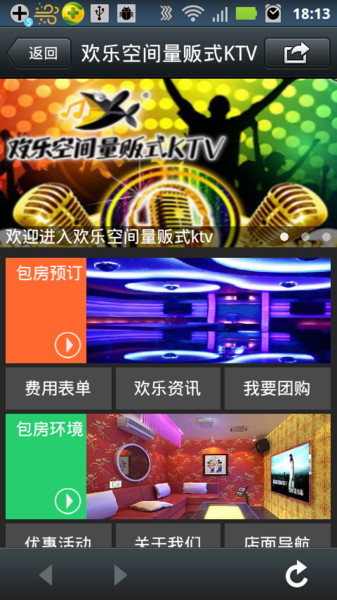 18:13
返回
欢乐空间量贩式KTV
欢乐空间量贩式KTV
欢迎进入欢乐空间量贩式ktv
包房预订
费用表单
欢乐资讯
我要团购
包房环境
优惠活动
关于我们
店面导航